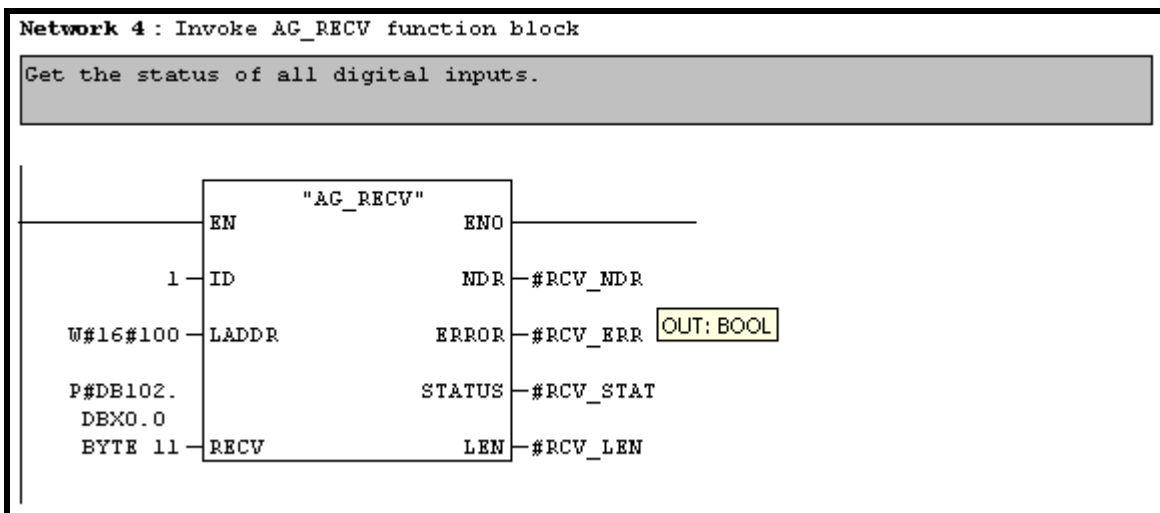 Network 4 : Invoke AG_RECV function block
Get the status of all digital inputs.
"AG_RECV"
EN ENO
1 ID NDR #RCV_NDR
OUT: BOOL
W#16#100 LADDR ERROR #RCV_ERR
P#DB102. STATUS #RCV_STAT
DBX0.0
BYTE 11 RECV LEN #RCV_LEN